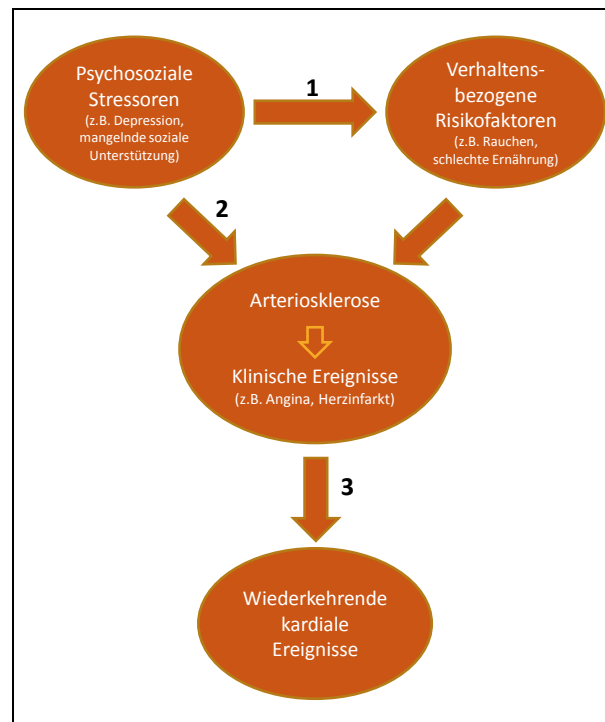 Psychosoziale
Stressoren
(z.B. Depression,
mangelnde soziale
Unterstützung)
1
Verhaltens-
bezogene
Risikofaktoren
(z.B. Rauchen,
schlechte Ernährung)
2
Arteriosklerose
Klinische Ereignisse
(z.B. Angina, Herzinfarkt)
3
Wiederkehrende
kardiale
Ereignisse